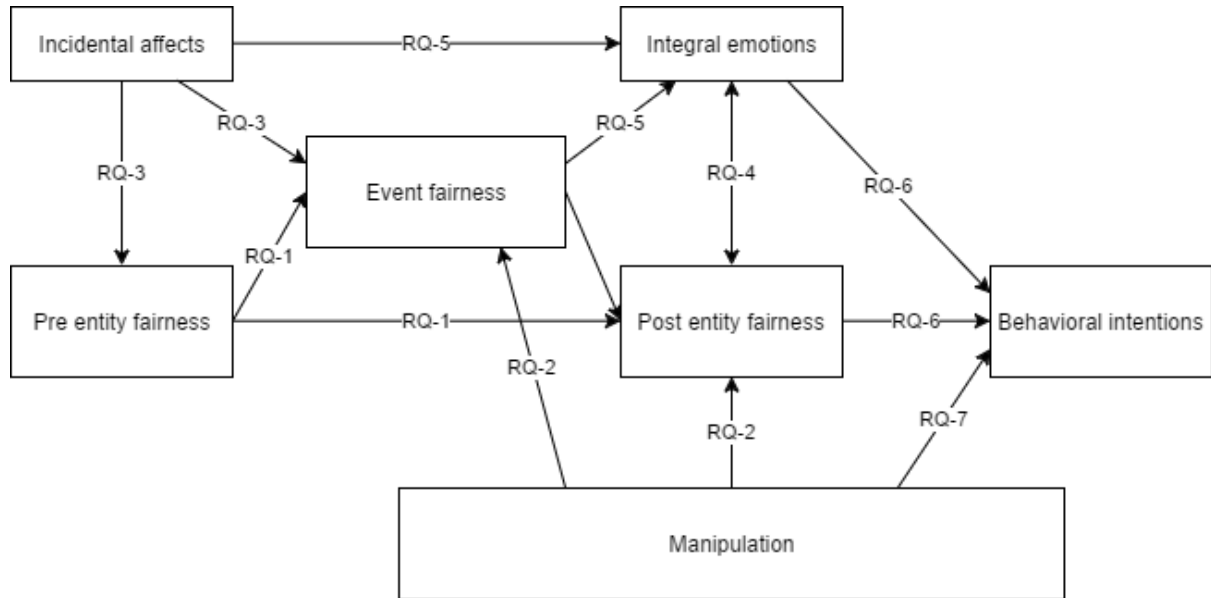 Incidental affects
RQ-5
Integral emotions
RQ-3
RQ-5
RQ-3
RQ-4
Event fairness
RQ-6
RQ-1
Pre entity fairness
RQ-1
Post entity fairness
RQ-6
Behavioral intentions
RQ-2
RQ-2
RQ-7
Manipulation